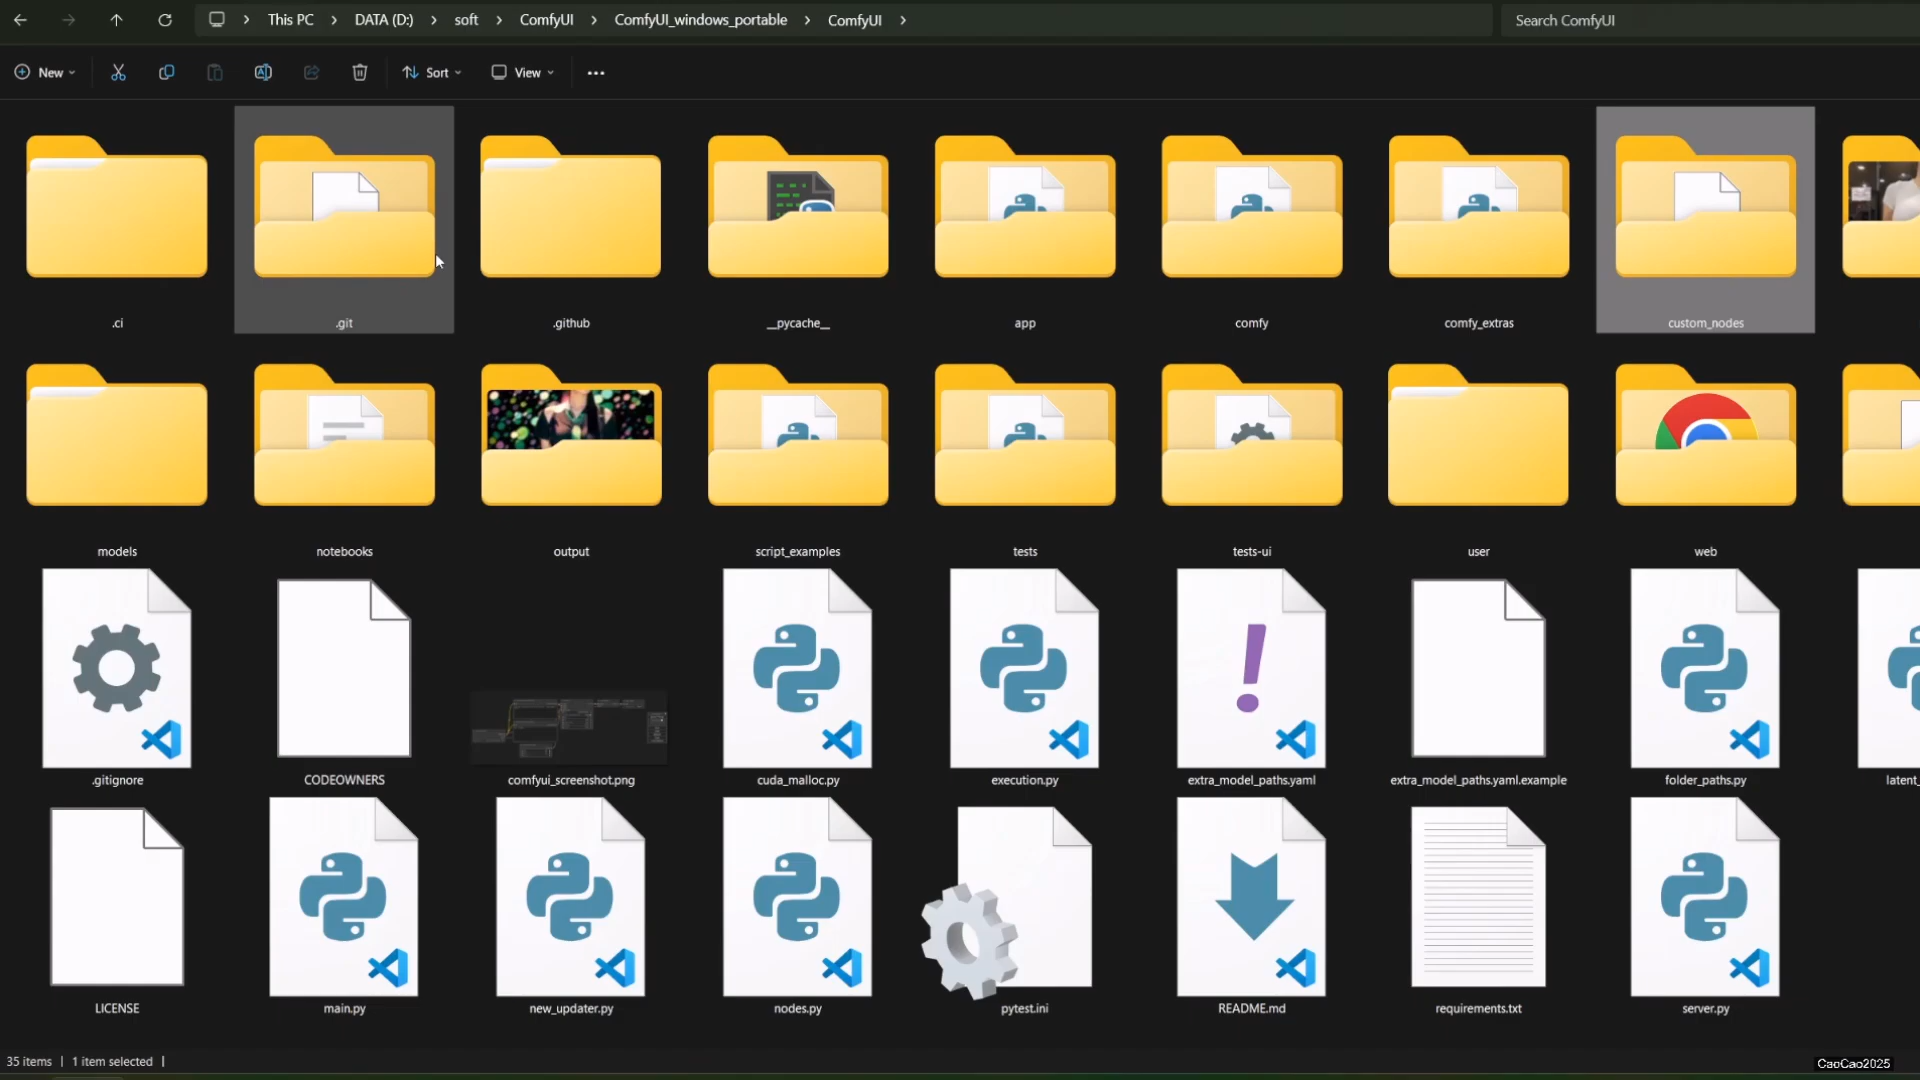 This PC > DATA (D:) > soft > ComfyUI > ComfyUI_windows_portable > ComfyUI >
Search ComfyUI
New
Sort
View
.ci
.git
.github
__pycache__
app
comfy
comfy_extras
custom_nodes
models
notebooks
output
script_examples
tests
tests-ui
user
web
.gitignore
CODEOWNERS
comfyui_screenshot.png
cuda_malloc.py
execution.py
extra_model_paths.yaml
extra_model_paths.yaml.example
folder_paths.py
latent_
LICENSE
main.py
new_updater.py
nodes.py
pytest.ini
README.md
requirements.txt
server.py
35 items | 1 item selected |
CaoCao2025